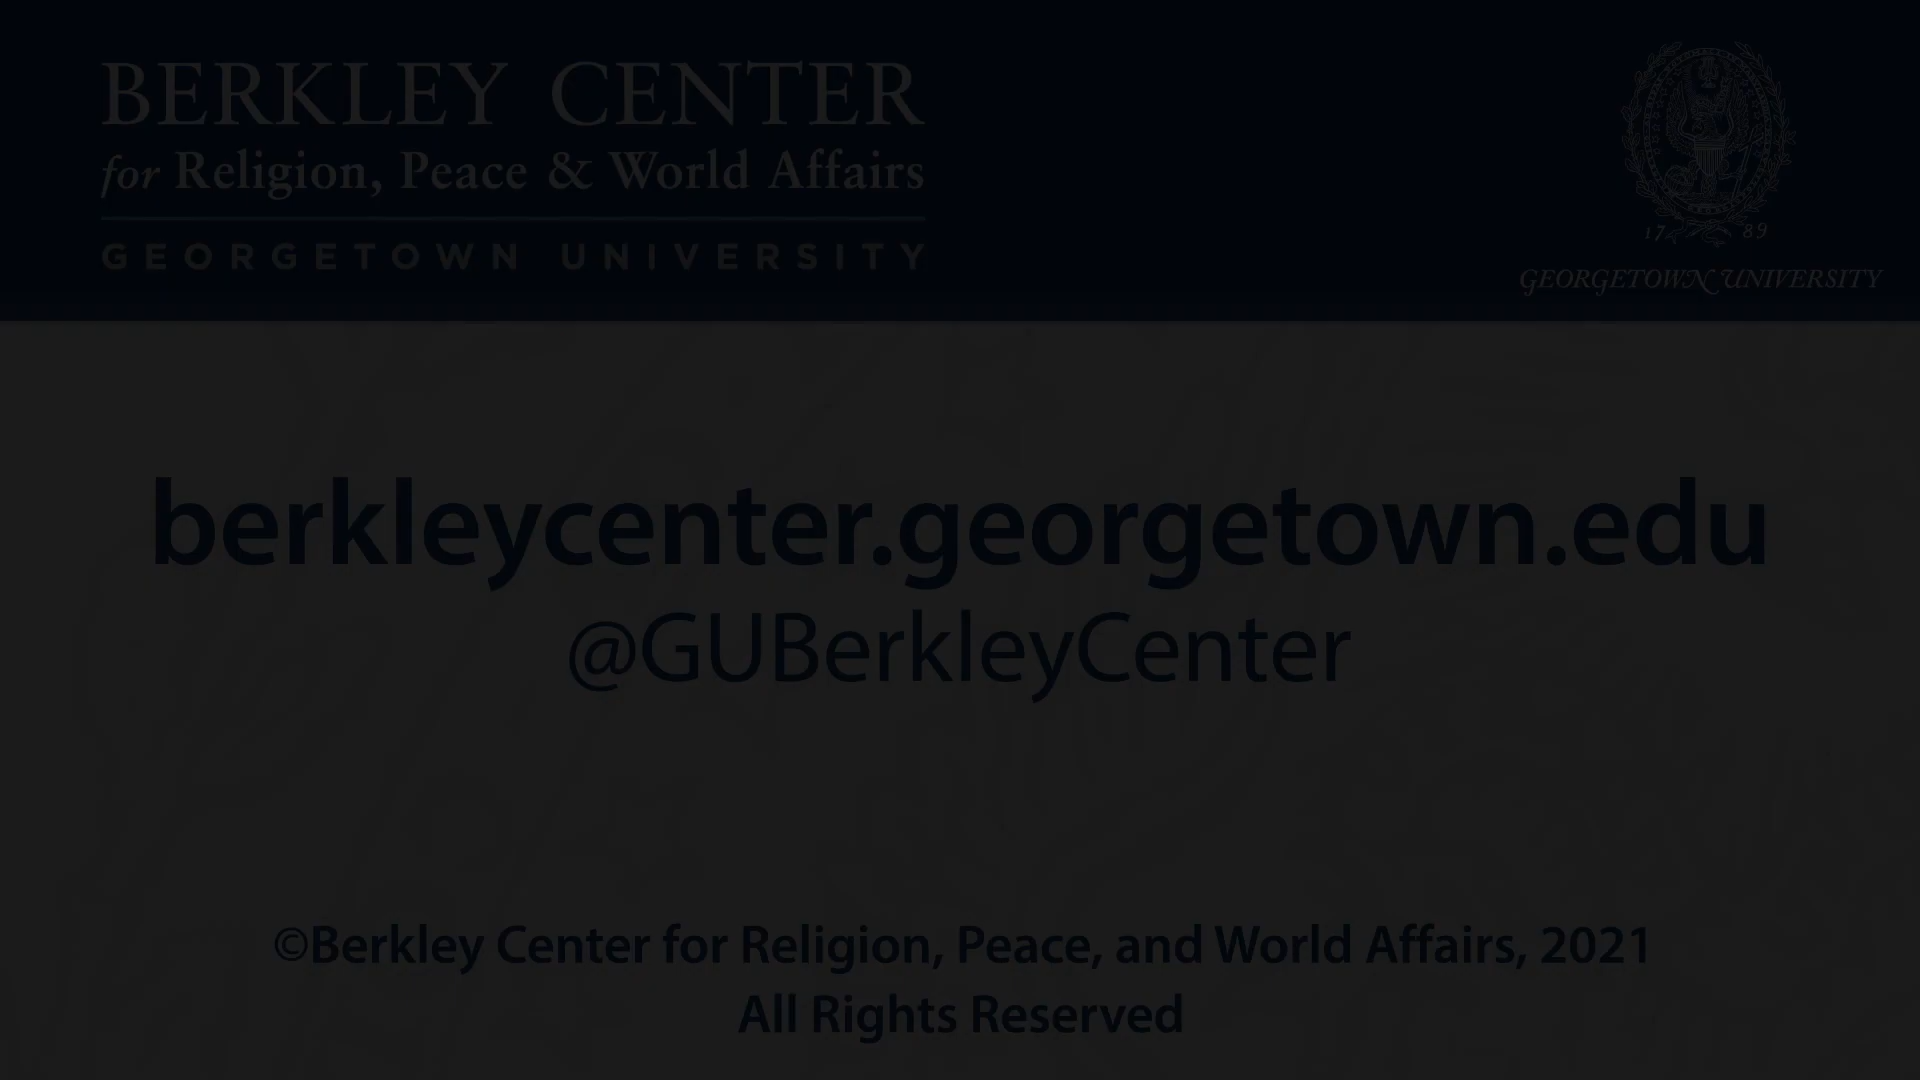 BERKLEY CENTER
for Religion, Peace & World Affairs
GEORGETOWN UNIVERSITY
17 89
GEORGETOWN UNIVERSITY
berkleycenter.georgetown.edu
@GUBerkleyCenter
©Berkley Center for Religion, Peace, and World Affairs, 2021
All Rights Reserved